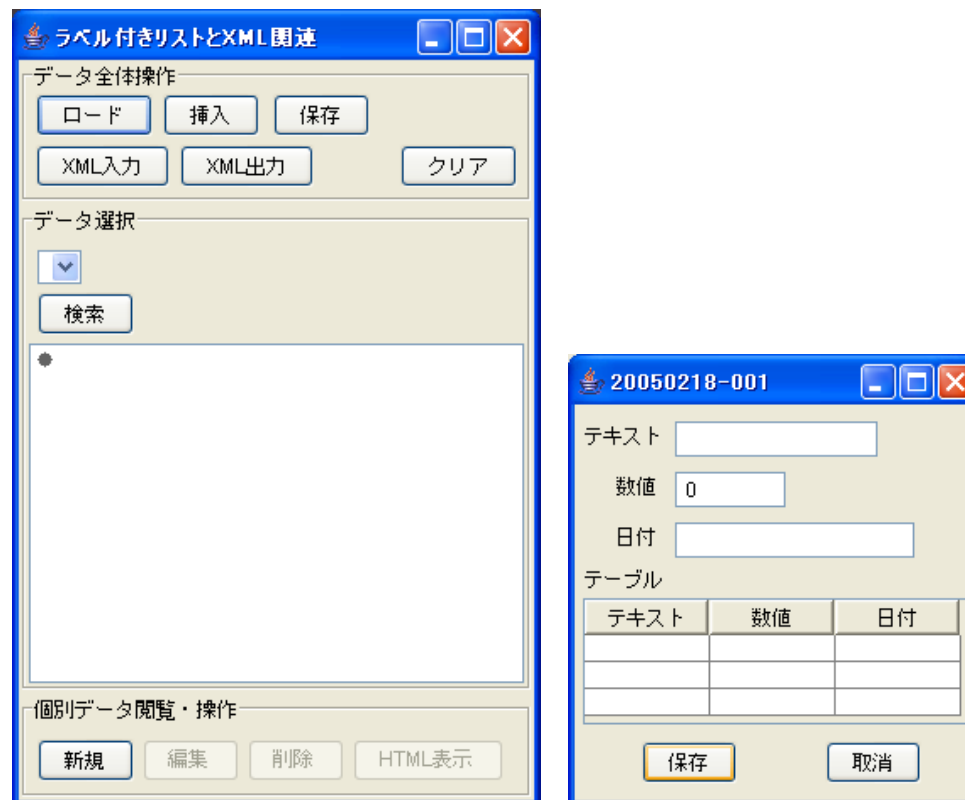 ラベル付きリストとXML関連
データ全体操作
ロード 挿入 保存
XML入力 XML出力 クリア
データ選択
検索
個別データ閲覧・操作
新規 編集 削除 HTML表示
20050218-001
テキスト
数値 0
日付
テーブル
テキスト 数値 日付
保存 取消